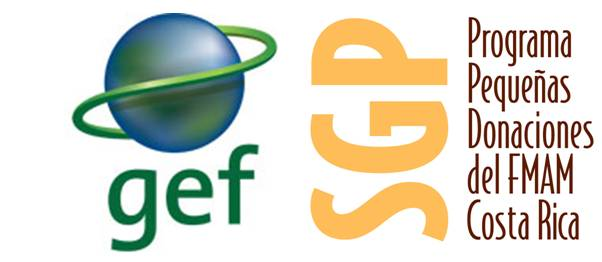 gef
SGP
Programa
Pequeñas
Donaciones
del FMAM
Costa Rica